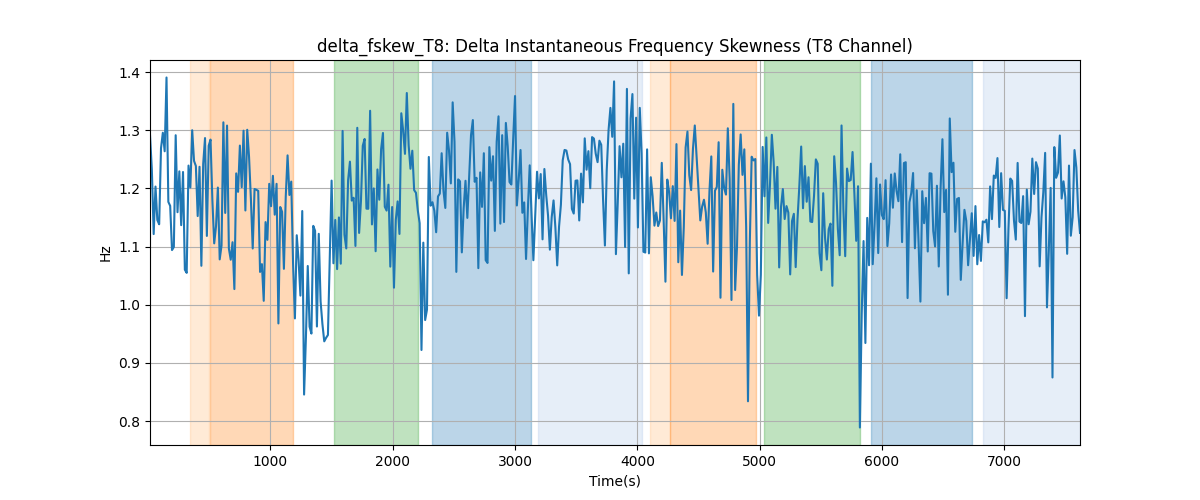 delta_fskew_T8: Delta Instantaneous Frequency Skewness (T8 Channel)
1.4
1.3
1.2
1.1
1.0
0.9
0.8
Hz
1000 2000 3000 4000 5000 6000 7000
Time(s)